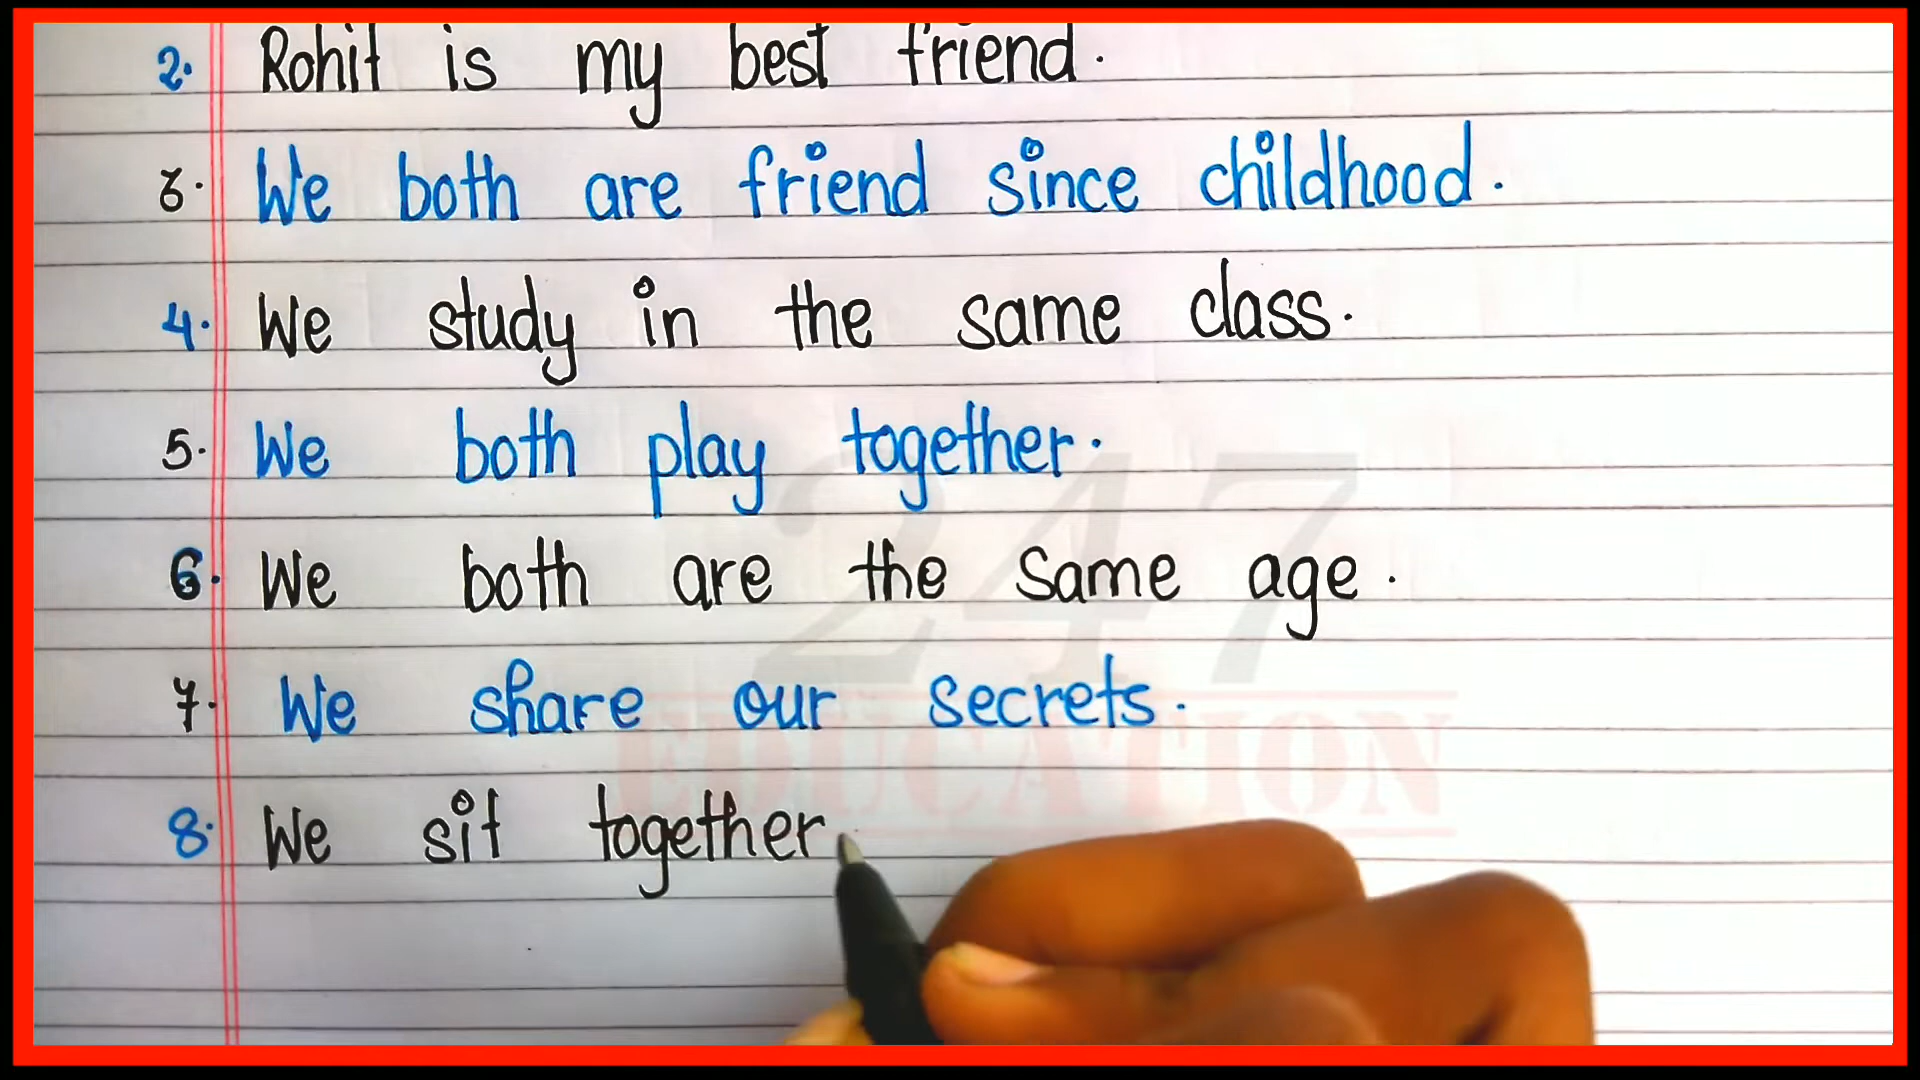 2. Rohit is my best friend.
3. We both are friend since childhood.
4. We study in the same class.
5. We both play together.
6. We both are the same age.
7. We share our secrets.
8. We sit together
247
EDUCATION